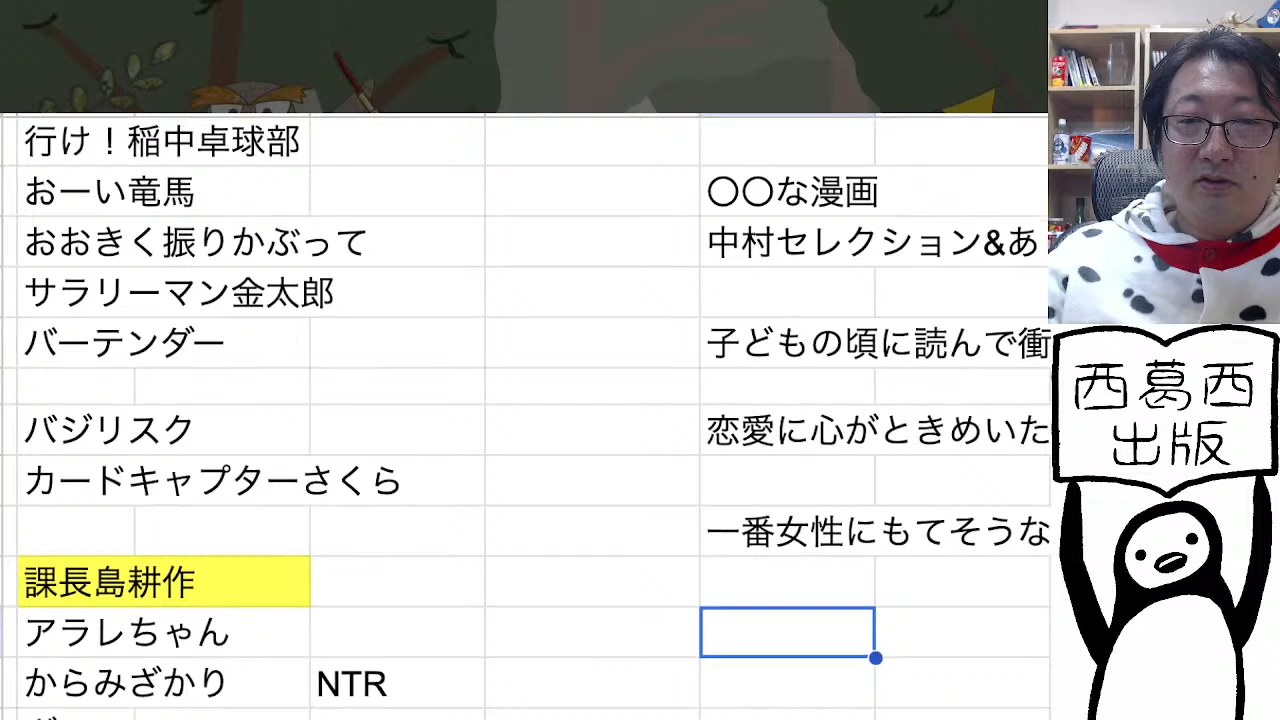 行け！稲中卓球部
おーい竜馬
〇〇な漫画
おおきく振りかぶって
中村セレクション&あ
サラリーマン金太郎
バーテンダー
子どもの頃に読んで衝
バジリスク
恋愛に心がときめいた
カードキャプターさくら
一番女性にもてそうな
課長島耕作
アラレちゃん
からみざかり
NTR
西葛西
出版